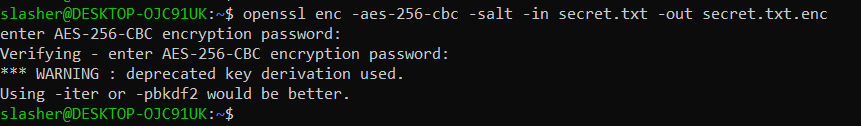 slasher@DESKTOP-OJC91UK:~$ openssl enc -aes-256-cbc -salt -in secret.txt -out secret.txt.enc
enter AES-256-CBC encryption password:
Verifying - enter AES-256-CBC encryption password:
*** WARNING : deprecated key derivation used.
Using -iter or -pbkdf2 would be better.
slasher@DESKTOP-OJC91UK:~$